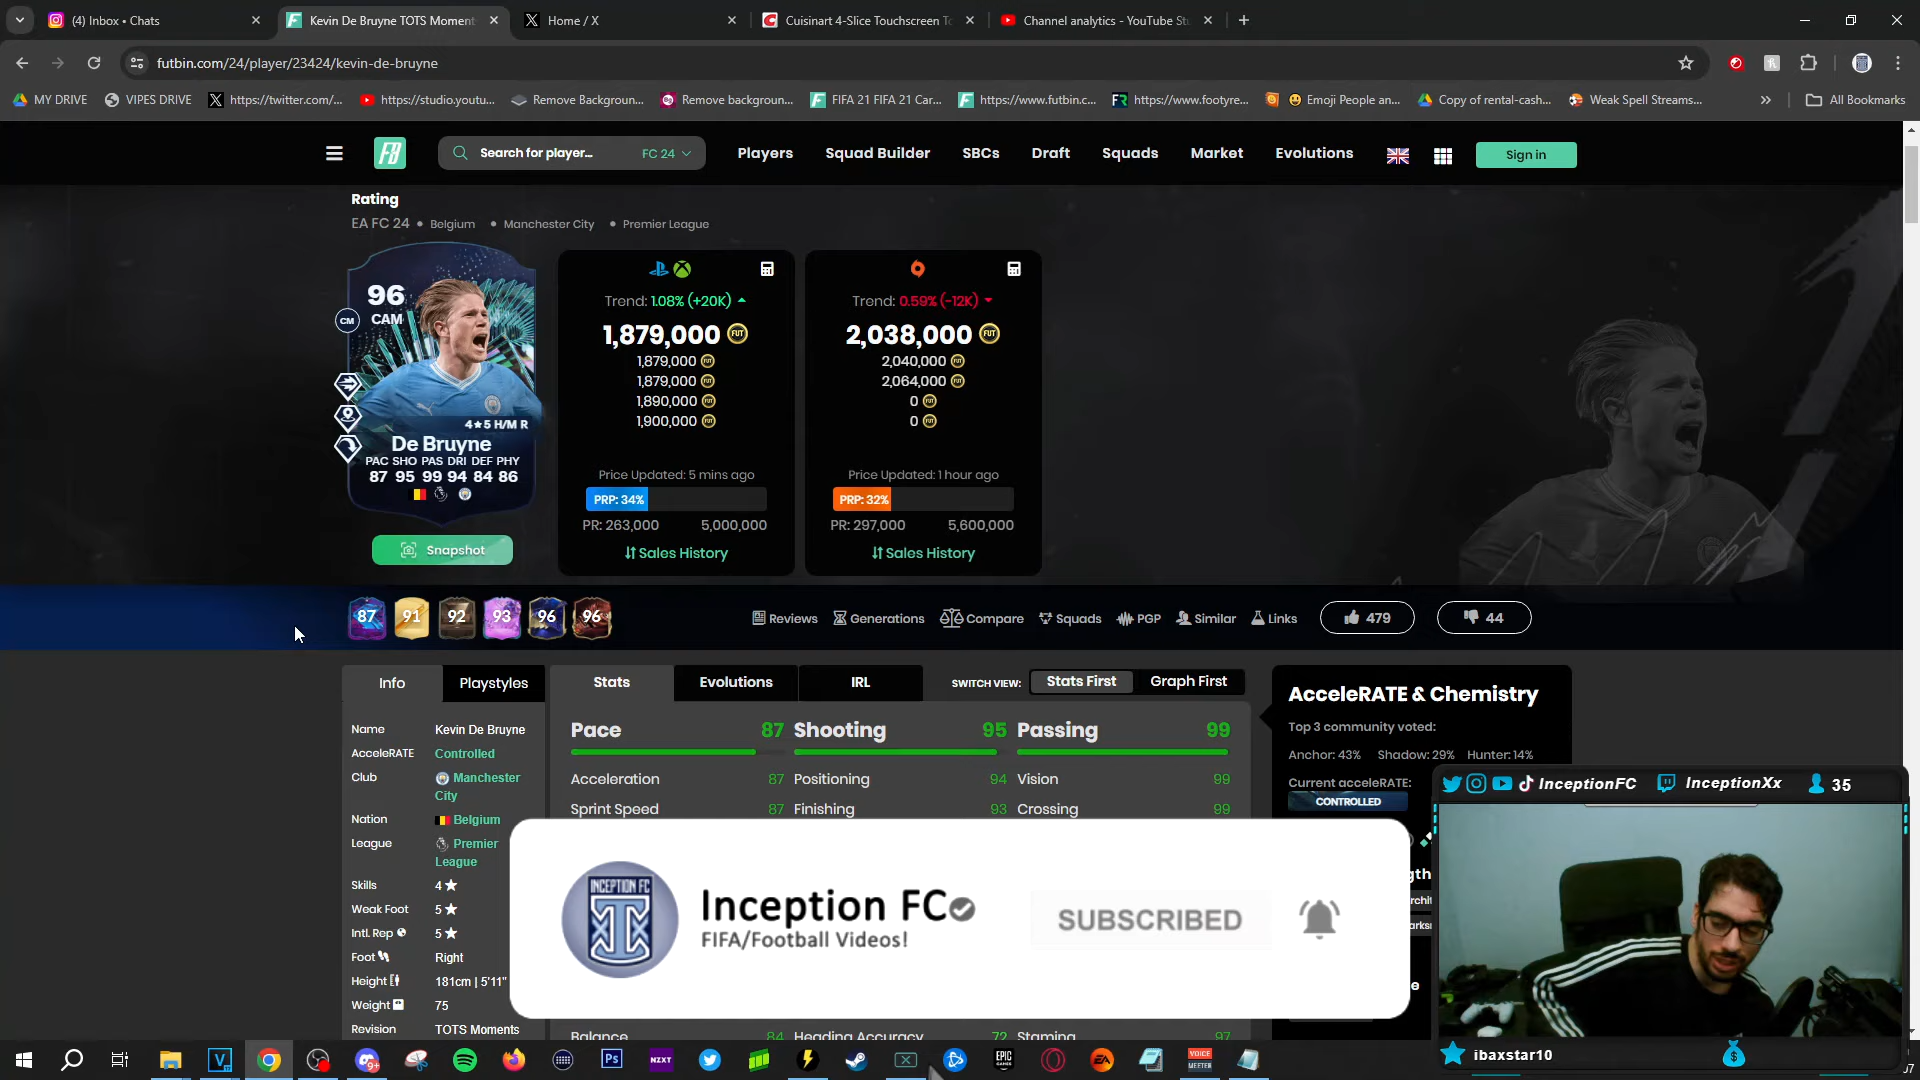 (4) Inbox • Chats
Kevin De Bruyne TOTS Moment
Home / X
Cuisinart 4-Slice Touchscreen T
Channel analytics - YouTube St
futbin.com/24/player/23424/kevin-de-bruyne
MY DRIVE
VIPES DRIVE
https://twitter.com/...
https://studio.youtu...
Remove Backgroun...
Remove backgroun...
FIFA 21 FIFA 21 Car...
https://www.futbin.c...
https://www.footyre...
Emoji People an...
Copy of rental-cash...
Weak Spell Streams...
All Bookmarks
FB
Search for player...
FC 24
Players
Squad Builder
SBCs
Draft
Squads
Market
Evolutions
Sign in
Rating
EA FC 24 • Belgium • Manchester City • Premier League
96
CAM
CM
4★5 H/M R
De Bruyne
PAC SHO PAS DRI DEF PHY
87 95 99 94 84 86
Snapshot
Trend: 1.08% (+20K)
1,879,000
1,879,000
1,879,000
1,890,000
1,900,000
Price Updated: 5 mins ago
PRP: 34%
PR: 263,000 5,000,000
Sales History
Trend: 0.59% (-12K)
2,038,000
2,040,000
2,064,000
0
0
Price Updated: 1 hour ago
PRP: 32%
PR: 297,000 5,600,000
Sales History
87 91 92 93 96 96
Reviews
Generations
Compare
Squads
PGP
Similar
Links
479
44
Info
Playstyles
Name Kevin De Bruyne
AcceleRATE Controlled
Club Manchester
City
Nation Belgium
League Premier
League
Skills 4★
Weak Foot 5★
Intl. Rep 5★
Foot Right
Height 181cm | 5'11"
Weight 75
Revision TOTS Moments
Stats
Evolutions
IRL
SWITCH VIEW:
Stats First
Graph First
Pace 87 Shooting 95 Passing 99
Acceleration 87 Positioning 94 Vision 99
Sprint Speed 87 Finishing 93 Crossing 99
Balance 84 Heading Accuracy 72 Stamina 97
AcceleRATE & Chemistry
Top 3 community voted:
Anchor: 43% Shadow: 29% Hunter: 14%
Current acceleRATE:
CONTROLLED
INCEPTION FC
Inception FC
FIFA/Football Videos!
SUBSCRIBED
InceptionFC
InceptionXx
35
ibaxstar10
Ps
NZXT
EPIC
EA
VOICE
MEETER